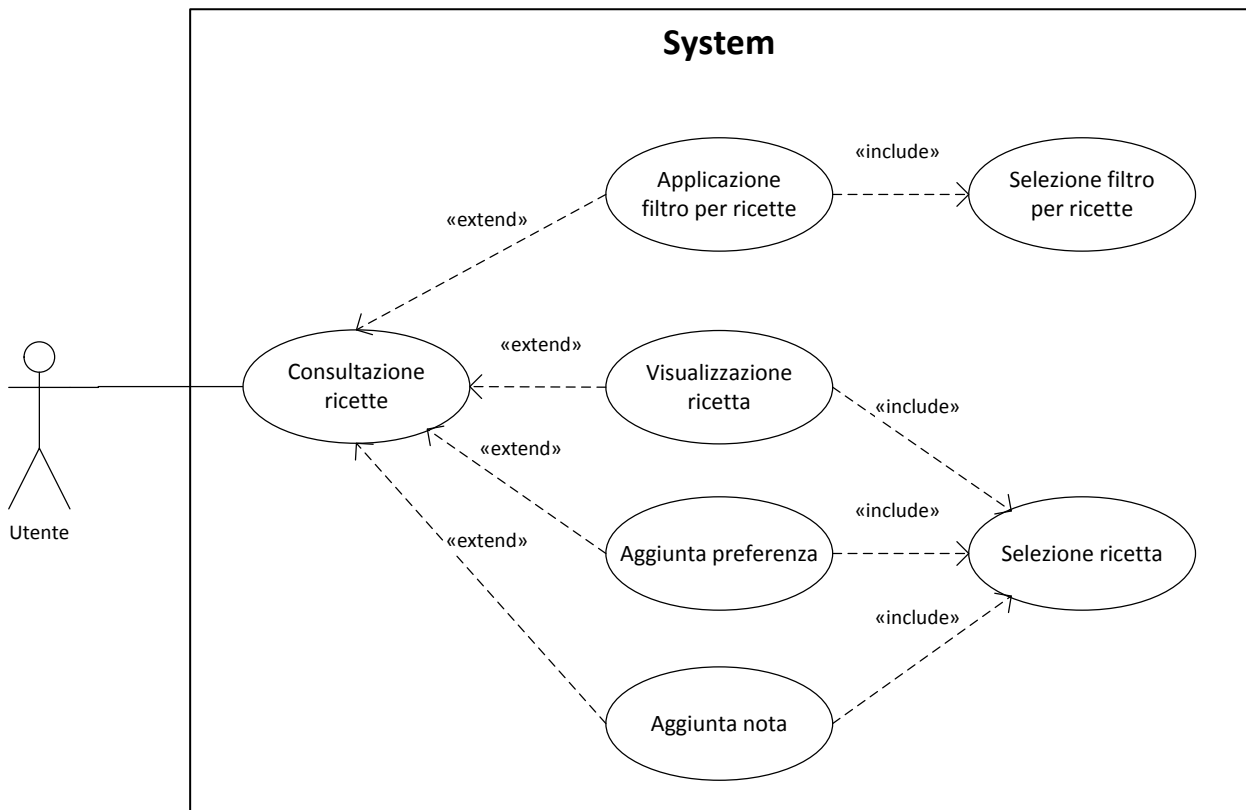 System
«include»
Applicazione
filtro per ricette
Selezione filtro
per ricette
«extend»
«extend»
Consultazione
ricette
Visualizzazione
ricetta
«include»
«extend»
«include»
Utente
«extend»
Aggiunta preferenza
Selezione ricetta
«include»
Aggiunta nota